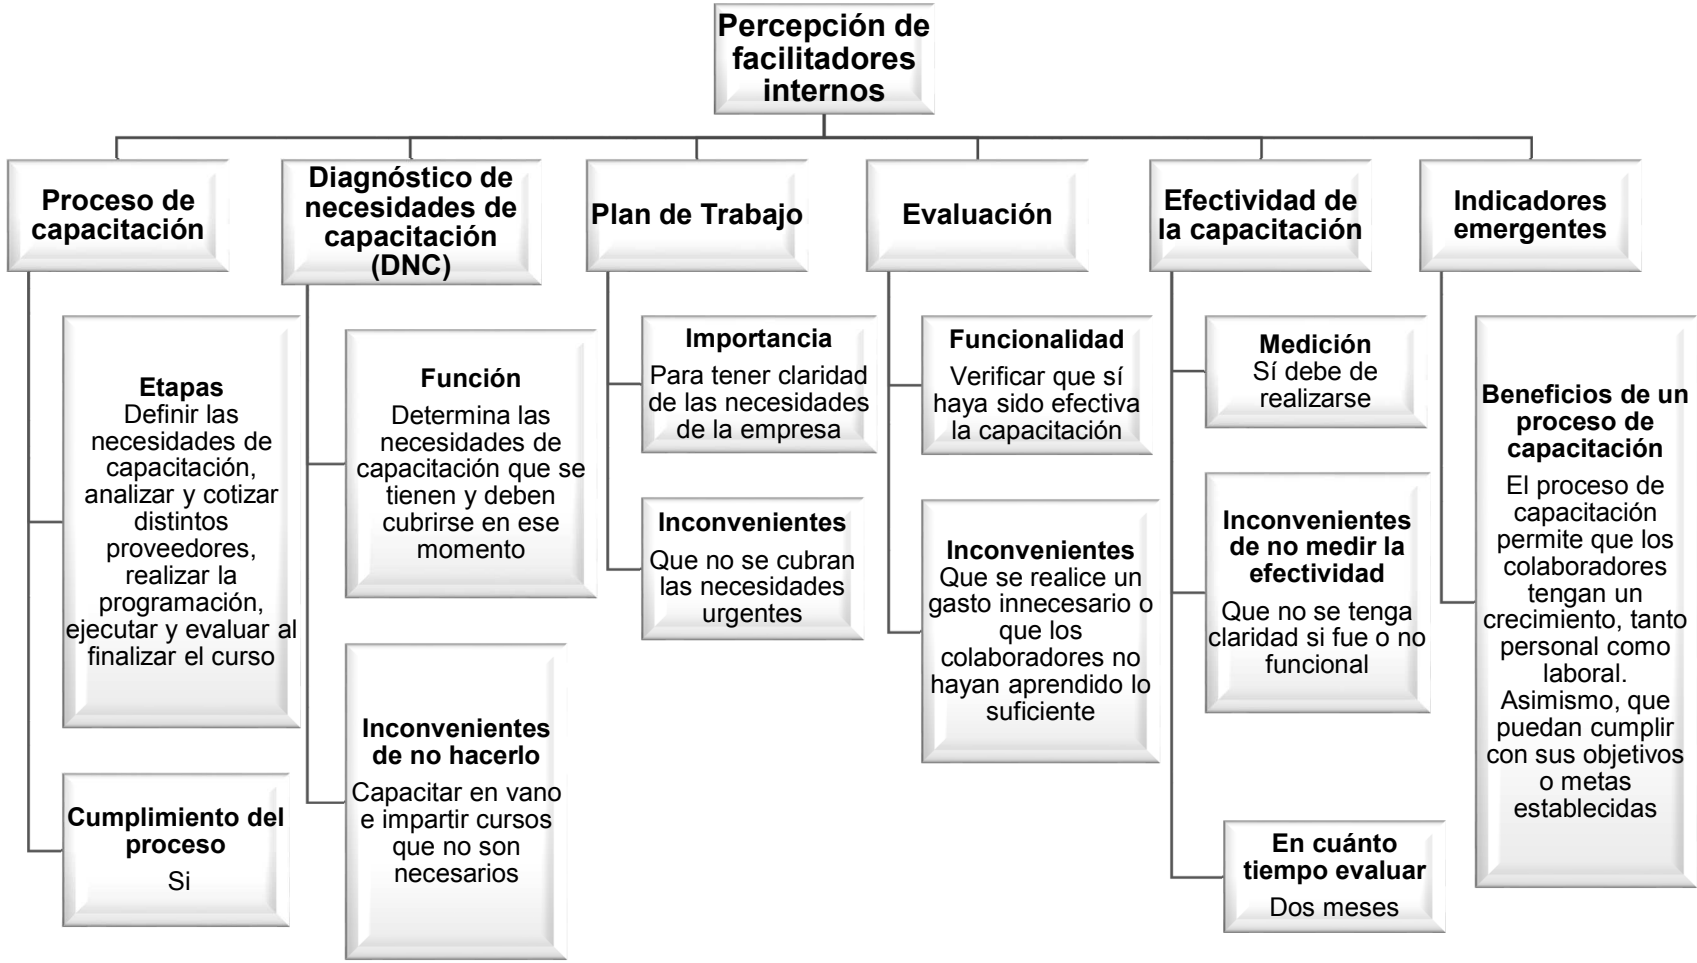 Percepción de
facilitadores
internos
Proceso de
capacitación
Etapas
Definir las
necesidades de
capacitación,
analizar y cotizar
distintos
proveedores,
realizar la
programación,
ejecutar y evaluar al
finalizar el curso
Cumplimiento del
proceso
Si
Diagnóstico de
necesidades de
capacitación
(DNC)
Función
Determina las
necesidades de
capacitación que se
tienen y deben
cubrirse en ese
momento
Inconvenientes
de no hacerlo
Capacitar en vano
e impartir cursos
que no son
necesarios
Plan de Trabajo
Importancia
Para tener claridad
de las necesidades
de la empresa
Inconvenientes
Que no se cubran
las necesidades
urgentes
Evaluación
Funcionalidad
Verificar que sí
haya sido efectiva
la capacitación
Inconvenientes
Que se realice un
gasto innecesario o
que los
colaboradores no
hayan aprendido lo
suficiente
Efectividad de
la capacitación
Medición
Sí debe de
realizarse
Inconvenientes
de no medir la
efectividad
Que no se tenga
claridad si fue o no
funcional
En cuánto
tiempo evaluar
Dos meses
Indicadores
emergentes
Beneficios de un
proceso de
capacitación
El proceso de
capacitación
permite que los
colaboradores
tengan un
crecimiento, tanto
personal como
laboral.
Asimismo, que
puedan cumplir
con sus objetivos
o metas
establecidas